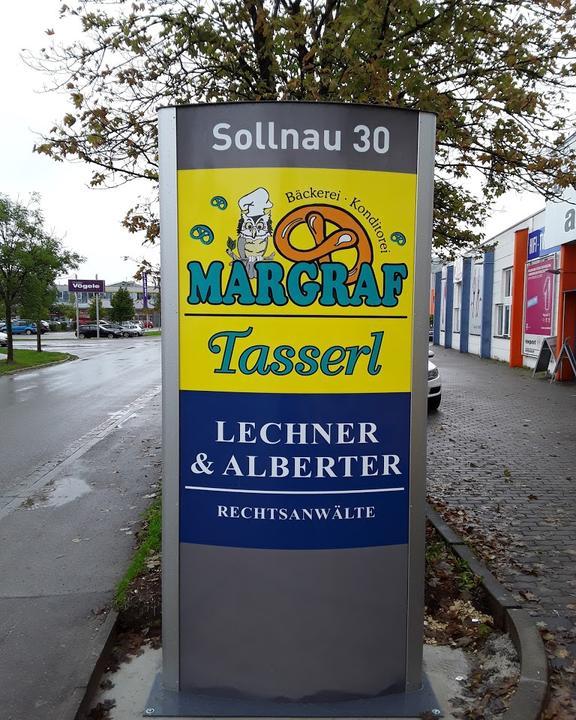 Sollnau 30
Bäckerei · Konditorei
MARGRAF
Tasserl
LECHNER
& ALBERTER
RECHTSANWÄLTE
Vögele